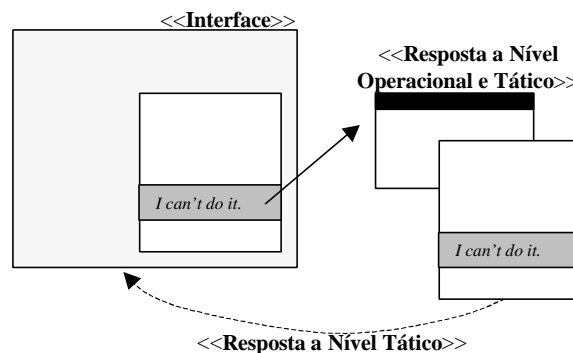 <<Interface>>
<<Resposta a Nível
Operacional e Tático>>
I can't do it.
I can't do it.
<<Resposta a Nível Tático>>